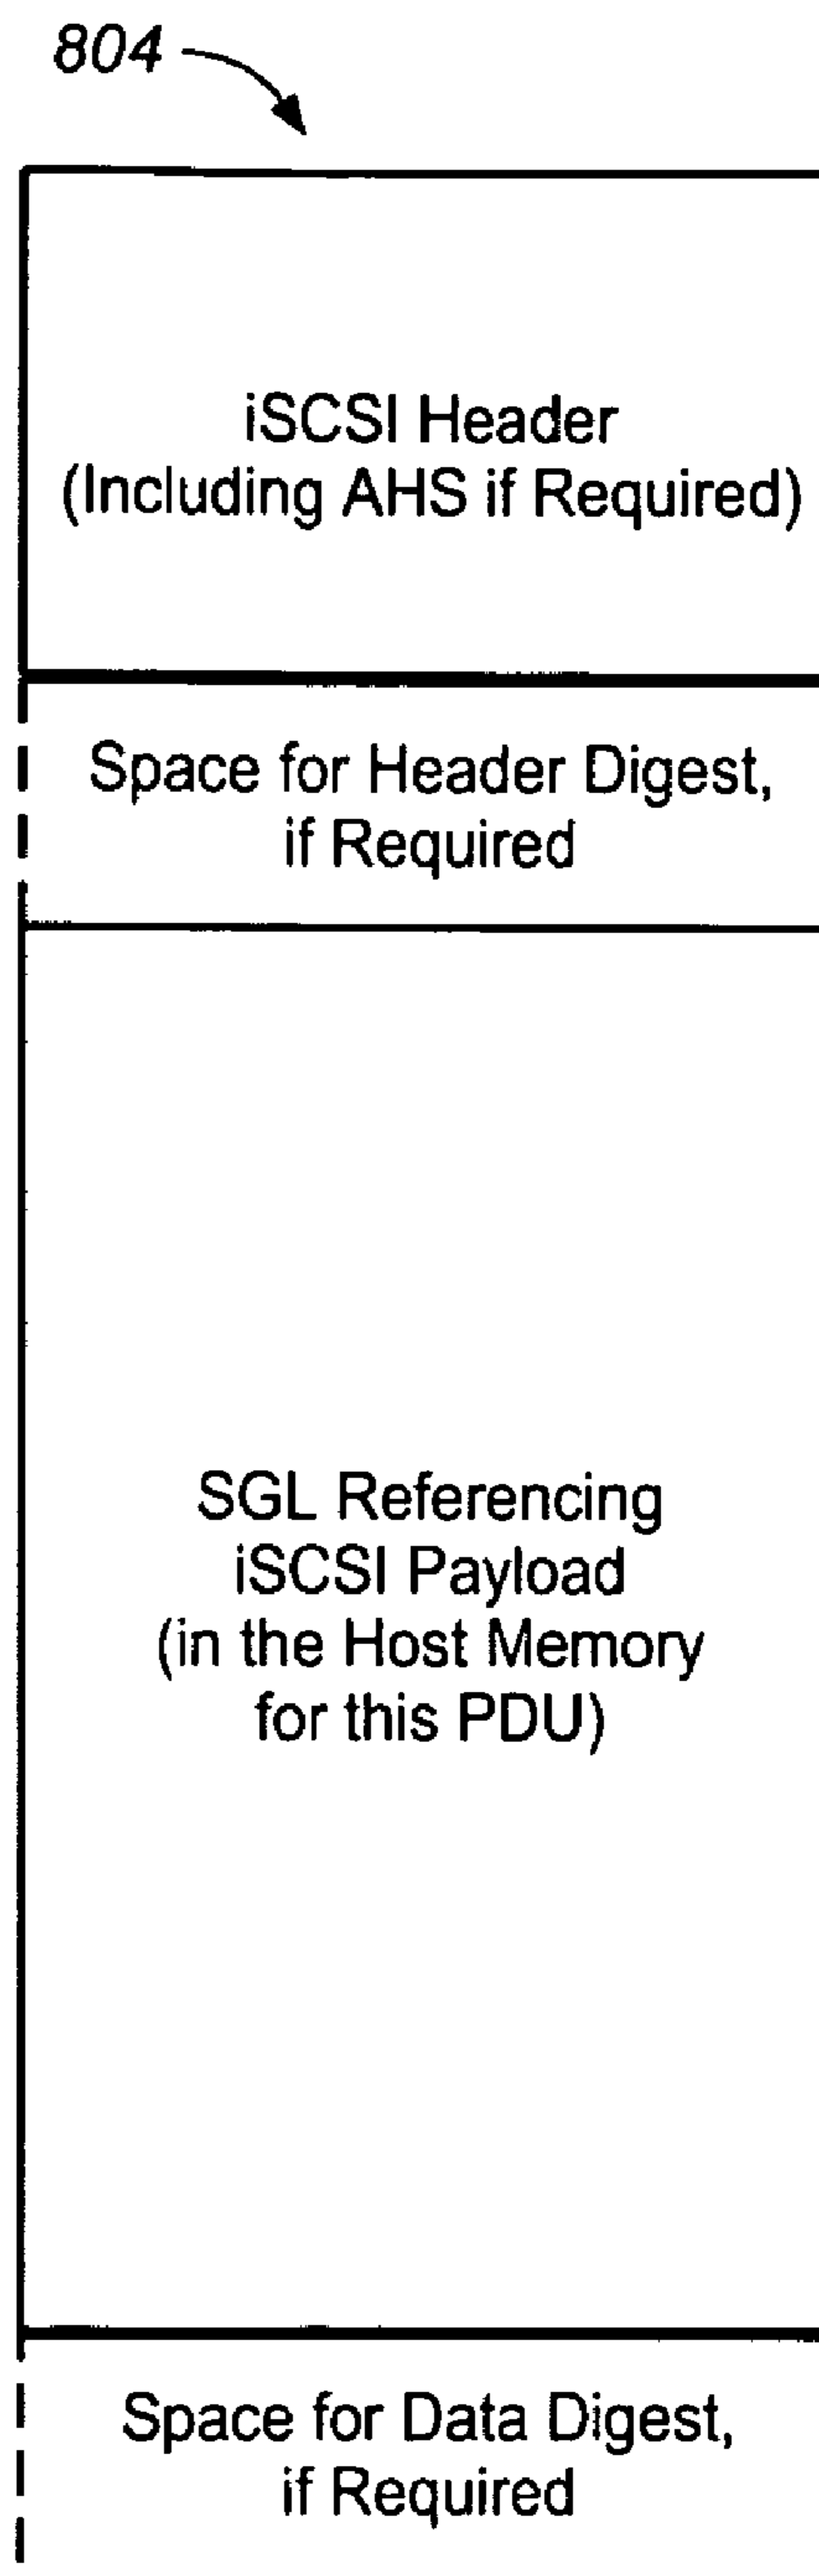 804
iSCSI Header
(Including AHS if Required)
Space for Header Digest,
if Required
SGL Referencing
iSCSI Payload
(in the Host Memory
for this PDU)
Space for Data Digest,
if Required